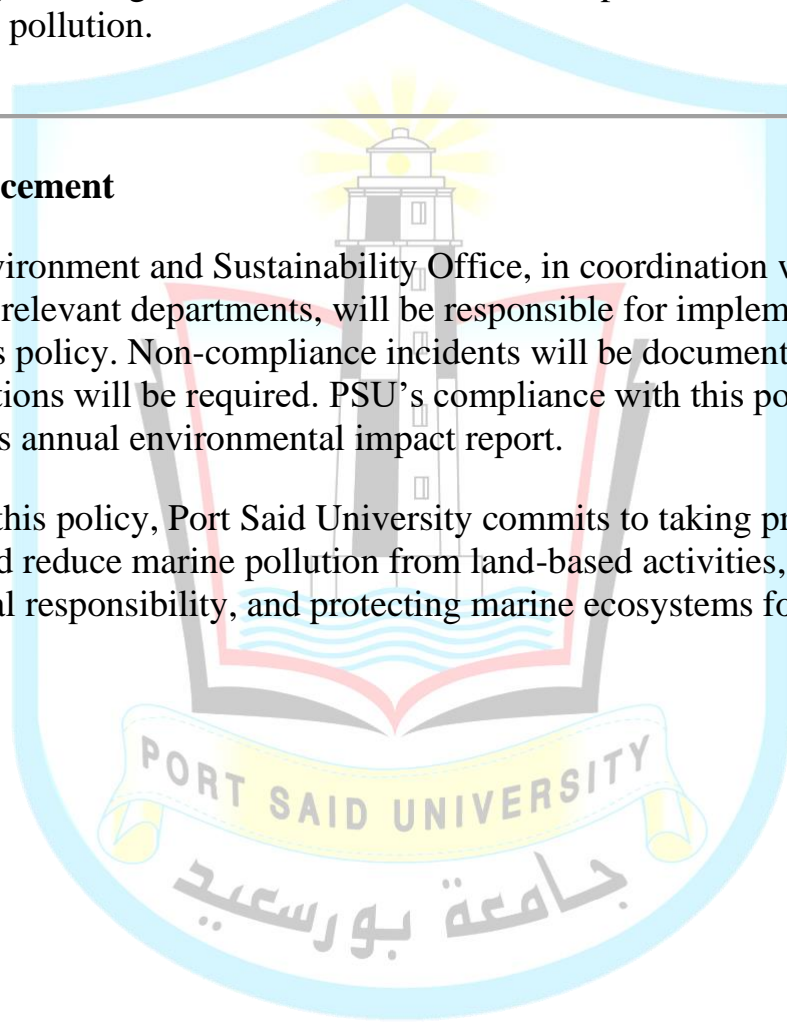 pollution.
cement
vironment and Sustainability Office, in coordination
relevant departments, will be responsible for implem
s policy. Non-compliance incidents will be document
tions will be required. PSU’s compliance with this po
s annual environmental impact report.
this policy, Port Said University commits to taking pr
d reduce marine pollution from land-based activities,
al responsibility, and protecting marine ecosystems fo
PORT SAID UNIVERSITY
جامعة بورسعيد